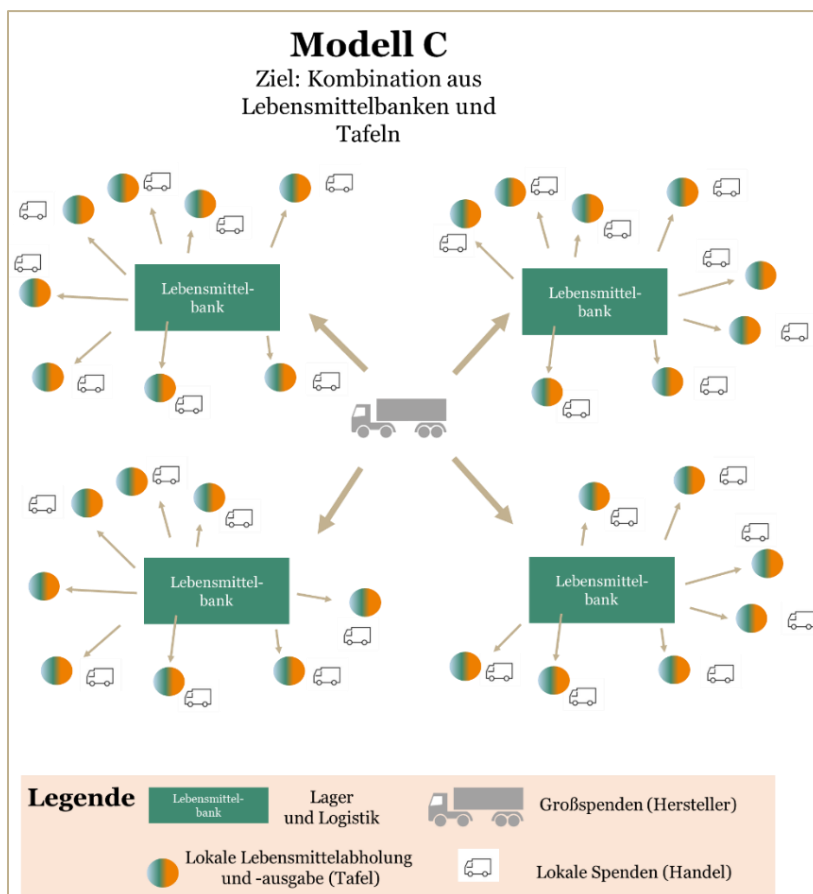 Modell C
Ziel: Kombination aus
Lebensmittelbanken und
Tafeln
Lebensmittel-
bank
Lebensmittel-
bank
Lebensmittel-
bank
Lebensmittel-
bank
Legende
Lebensmittel-
bank
Lager
und Logistik
Großspenden (Hersteller)
Lokale Lebensmittelabholung
und -ausgabe (Tafel)
Lokale Spenden (Handel)